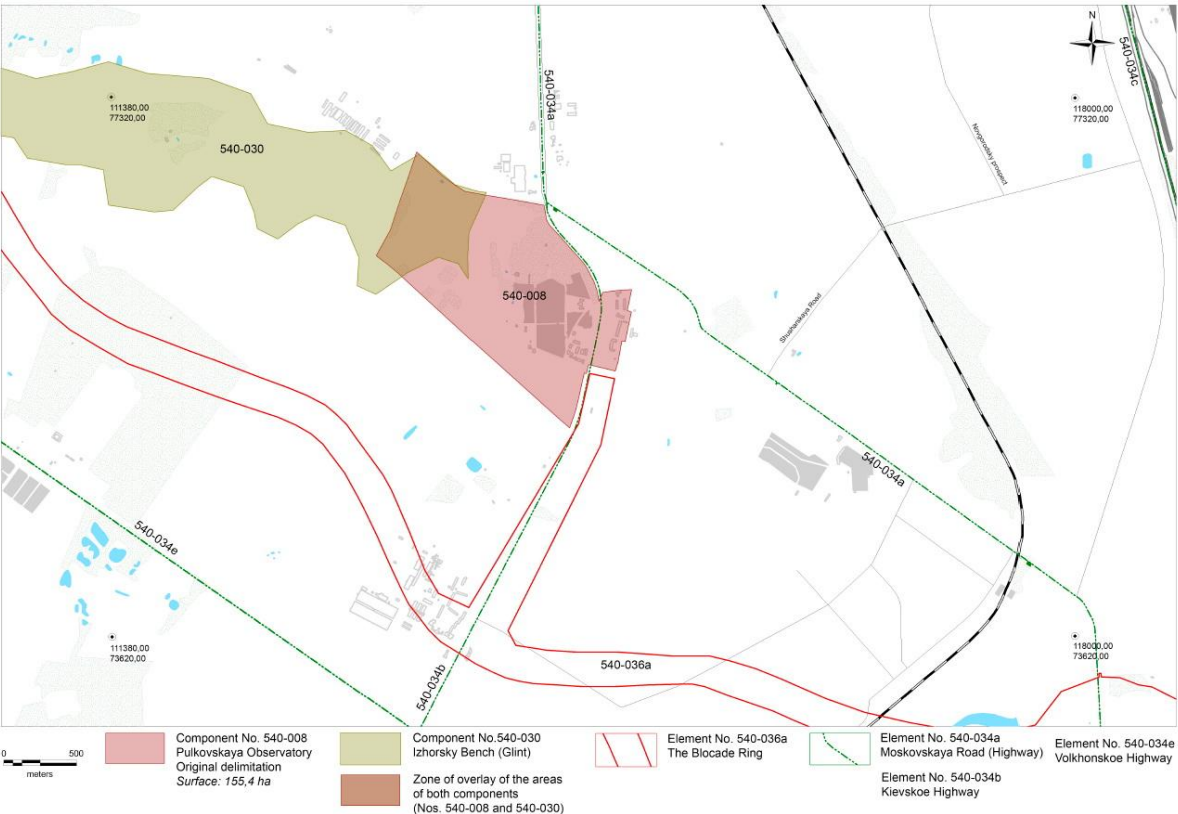 N
540-034a
540-034c
111380,00
77320,00
118000,00
77320,00
540-030
Novgorodsky prospect
540-008
Shusharskaya Road
540-034a
540-034e
111380,00
73620,00
118000,00
73620,00
540-036a
540-034b
0 500
meters
Component No. 540-008
Pulkovskaya Observatory
Original delimitation
Surface: 155,4 ha
Component No.540-030
Izhorsky Bench (Glint)
Zone of overlay of the areas
of both components
(Nos. 540-008 and 540-030)
Element No. 540-036a
The Blocade Ring
Element No. 540-034a
Moskovskaya Road (Highway)
Element No. 540-034b
Kievskoe Highway
Element No. 540-034e
Volkhonskoe Highway